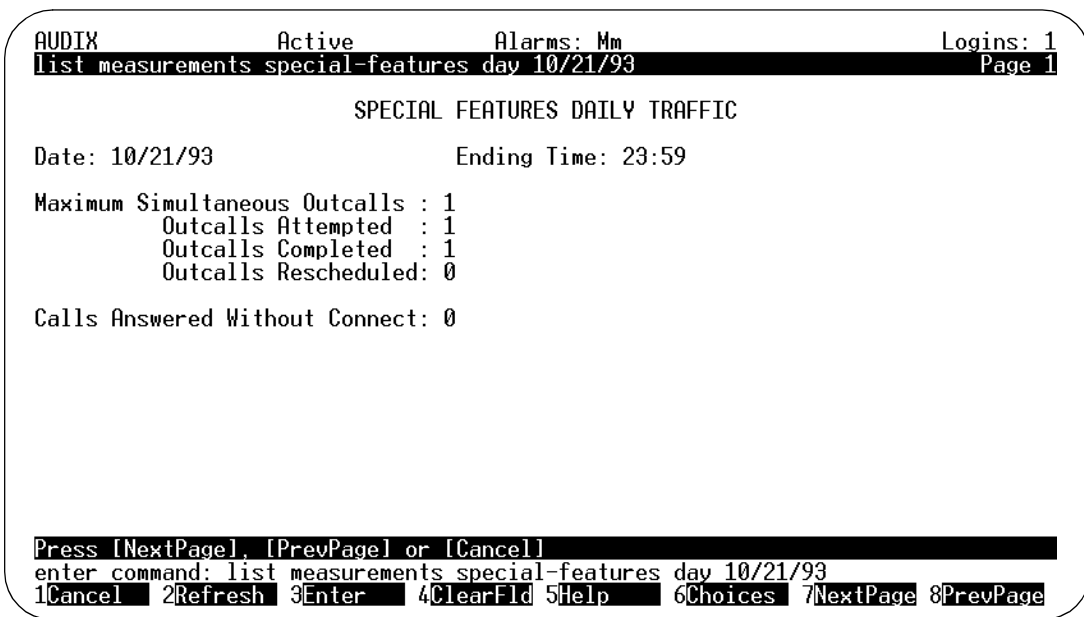 AUDIX Active Alarms: Mm Logins: 1
list measurements special-features day 10/21/93 Page 1
SPECIAL FEATURES DAILY TRAFFIC
Date: 10/21/93 Ending Time: 23:59
Maximum Simultaneous Outcalls : 1
Outcalls Attempted : 1
Outcalls Completed : 1
Outcalls Rescheduled: 0
Calls Answered Without Connect: 0
Press [NextPage], [PrevPage] or [Cancel]
enter command: list measurements special-features day 10/21/93
1Cancel 2Refresh 3Enter 4ClearFld 5Help 6Choices 7NextPage 8PrevPage